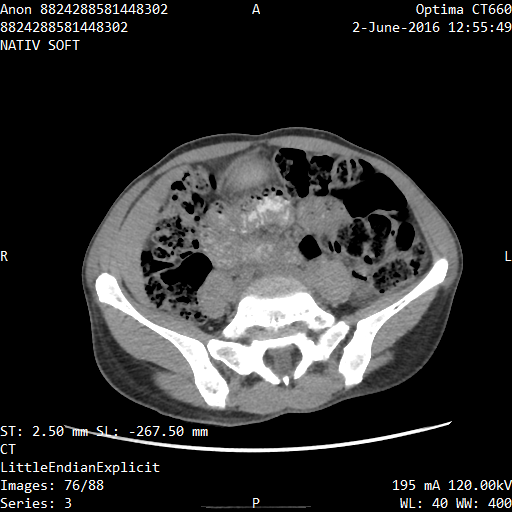 Anon 8824288581448302
A
Optima CT660
8824288581448302
2-June-2016 12:55:49
NATIV SOFT
R
L
ST: 2.50 mm SL: -267.50 mm
CT
LittleEndianExplicit
Images: 76/88
195 mA 120.00kV
Series: 3
P
WL: 40 WW: 400